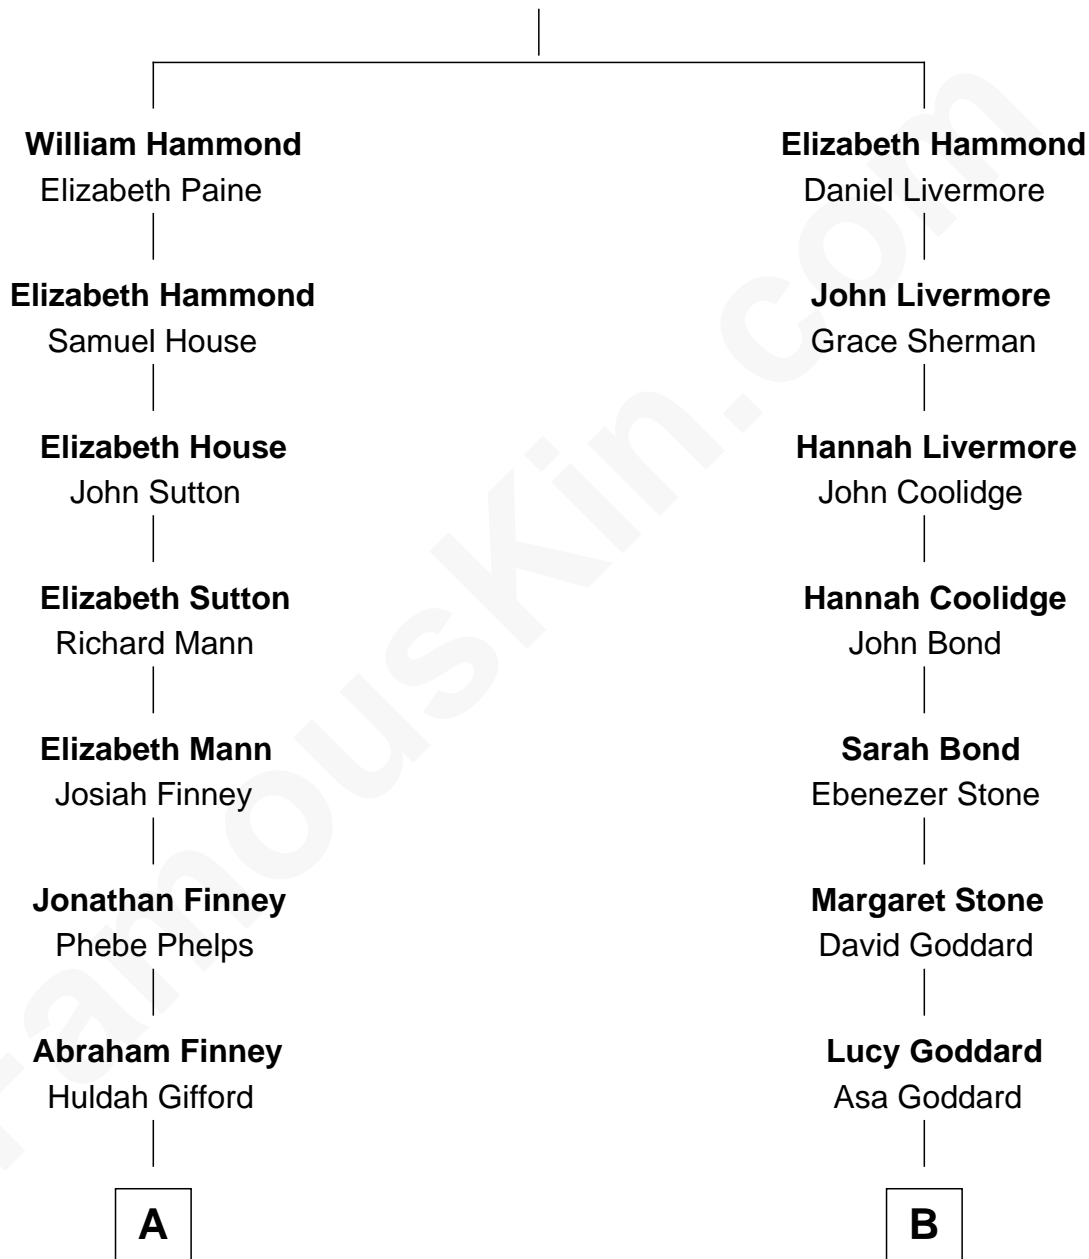 William Hammond
Elizabeth Paine
Elizabeth Hammond
Samuel House
Elizabeth House
John Sutton
Elizabeth Sutton
Richard Mann
Elizabeth Mann
Josiah Finney
Jonathan Finney
Phebe Phelps
Abraham Finney
Huldah Gifford
A
Elizabeth Hammond
Daniel Livermore
John Livermore
Grace Sherman
Hannah Livermore
John Coolidge
Hannah Coolidge
John Bond
Sarah Bond
Ebenezer Stone
Margaret Stone
David Goddard
Lucy Goddard
Asa Goddard
B
FamousKin.com